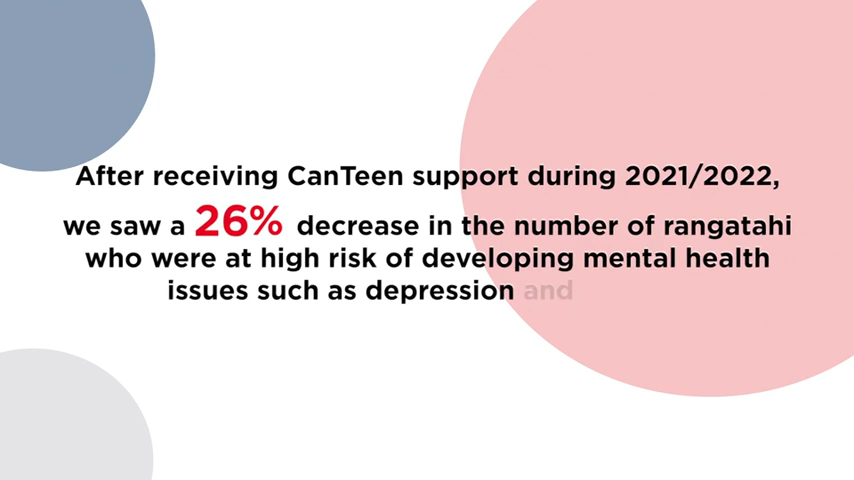 After receiving CanTeen support during 2021/2022,
we saw a 26% decrease in the number of rangatahi
who were at high risk of developing mental health
issues such as depression and